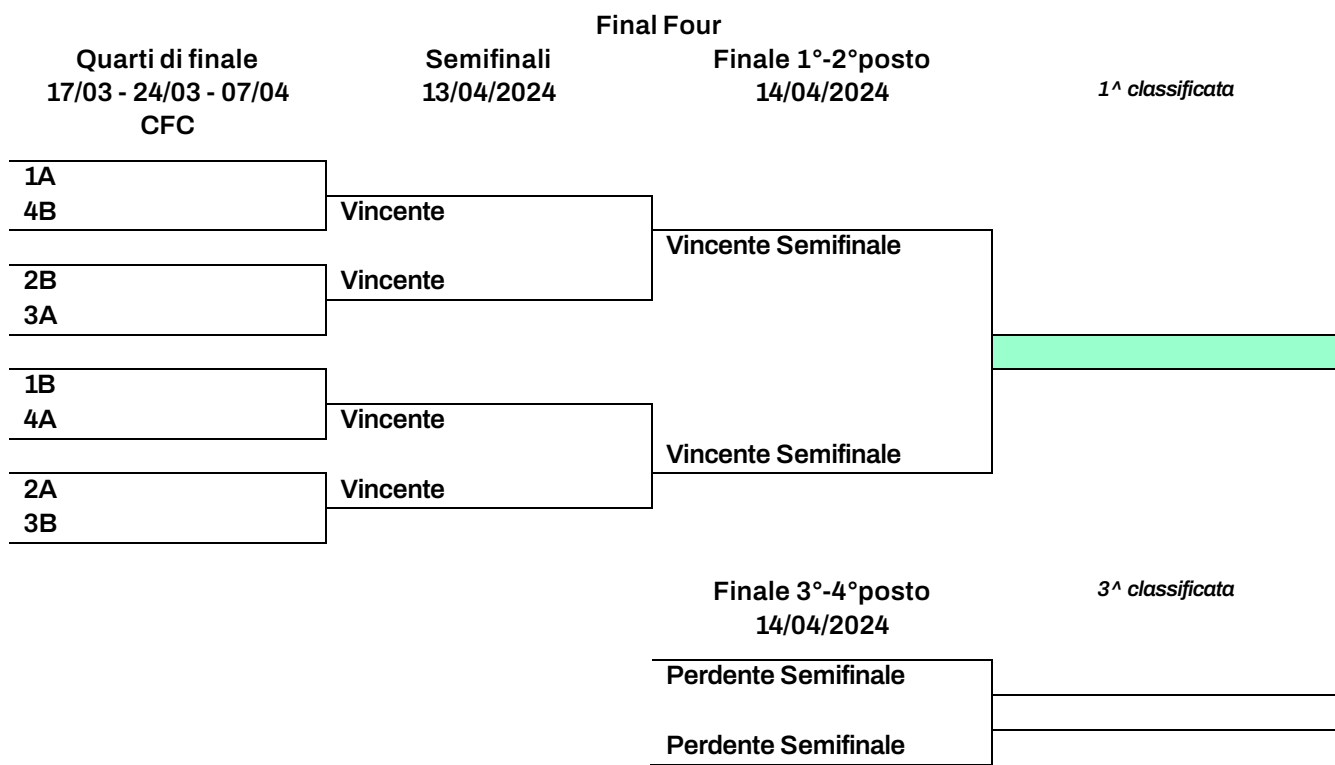 Final Four
Quarti di finale
17/03 - 24/03 - 07/04
CFC
Semifinali
13/04/2024
Finale 1°-2°posto
14/04/2024
1^ classificata
1A
4B
Vincente
Vincente Semifinale
2B
Vincente
3A
1B
4A
Vincente
Vincente Semifinale
2A
Vincente
3B
Finale 3°-4°posto
14/04/2024
3^ classificata
Perdente Semifinale
Perdente Semifinale